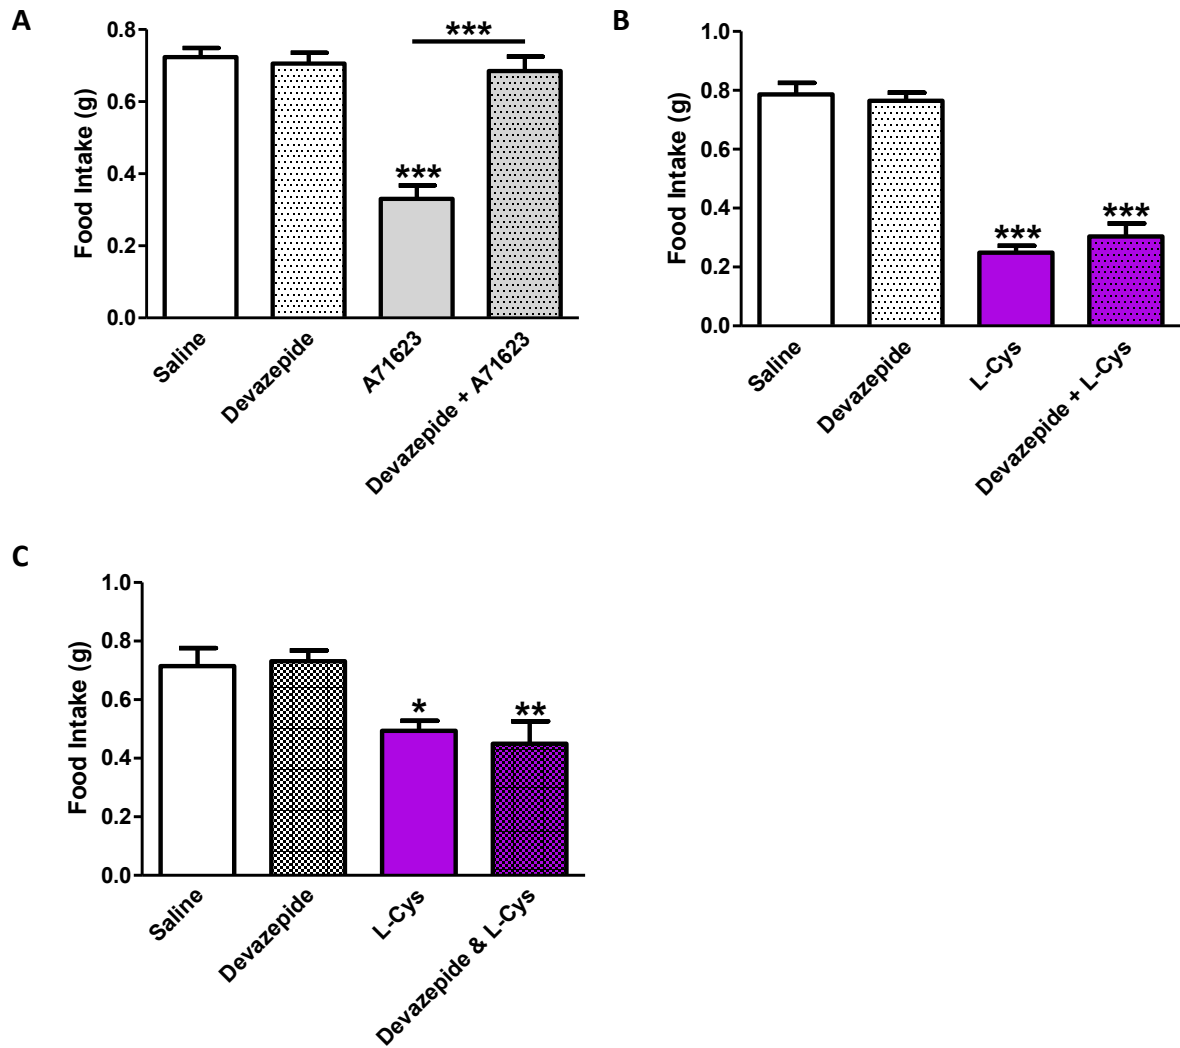 A
Food Intake (g)
0.8
0.6
0.4
0.2
0.0
***
***
Saline
Devazepide
A71623
Devazepide + A71623
B
Food Intake (g)
1.0
0.8
0.6
0.4
0.2
0.0
***
***
Saline
Devazepide
L-Cys
Devazepide + L-Cys
C
Food Intake (g)
1.0
0.8
0.6
0.4
0.2
0.0
*
**
Saline
Devazepide
L-Cys
Devazepide & L-Cys